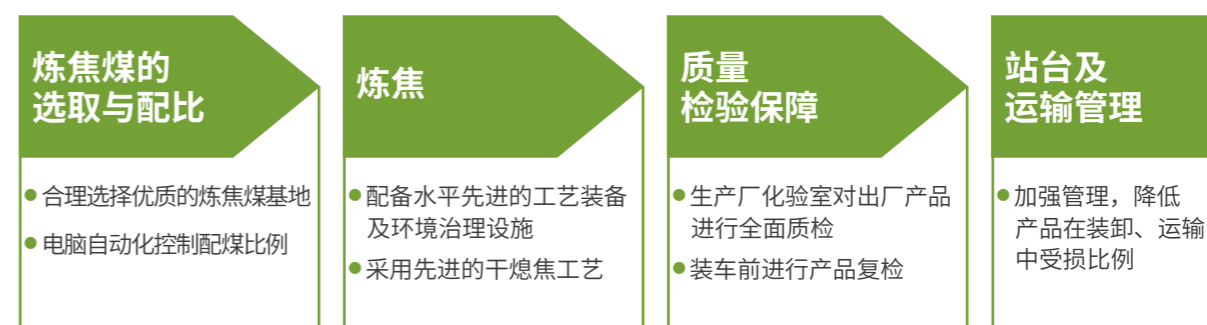 炼焦煤的
选取与配比
● 合理选择优质的炼焦煤基地
● 电脑自动化控制配煤比例
炼焦
● 配备水平先进的工艺装备
及环境治理设施
● 采用先进的干熄焦工艺
质量
检验保障
● 生产厂化验室对出厂产品
进行全面质检
● 装车前进行产品复检
站台及
运输管理
● 加强管理，降低
产品在装卸、运输
中受损比例